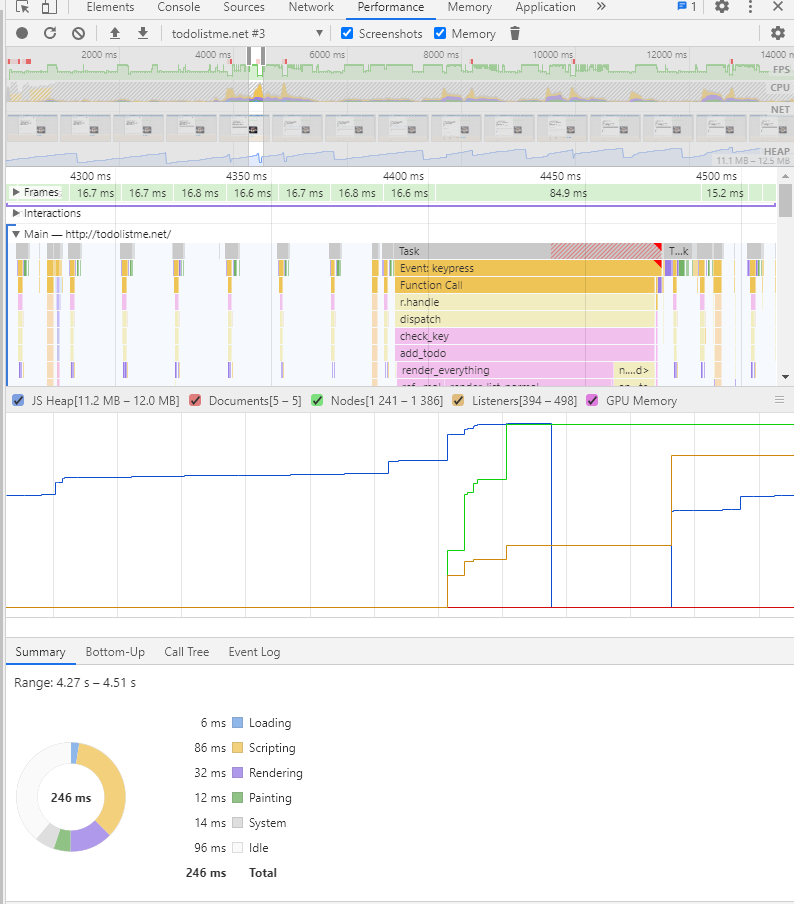 Elements Console Sources Network Performance Memory Application » 1
todolistme.net #3 Screenshots Memory
2000 ms 4000 ms 6000 ms 8000 ms 10000 ms 12000 ms 14000 ms
FPS
CPU
NET
HEAP
11.1 MB – 12.5 MB
4300 ms 4350 ms 4400 ms 4450 ms 4500 ms
Frames 16.7 ms 16.7 ms 16.8 ms 16.6 ms 16.7 ms 16.8 ms 16.6 ms 84.9 ms 15.2 ms
Interactions
Main — http://todolistme.net/
Task T…k
Event: keypress
Function Call
r.handle
dispatch
check_key
add_todo
render_everything n….d>
JS Heap[11.2 MB – 12.0 MB] Documents[5 – 5] Nodes[1 241 – 1 386] Listeners[394 – 498] GPU Memory
Summary Bottom-Up Call Tree Event Log
Range: 4.27 s – 4.51 s
6 ms Loading
86 ms Scripting
32 ms Rendering
246 ms
12 ms Painting
14 ms System
96 ms Idle
246 ms Total